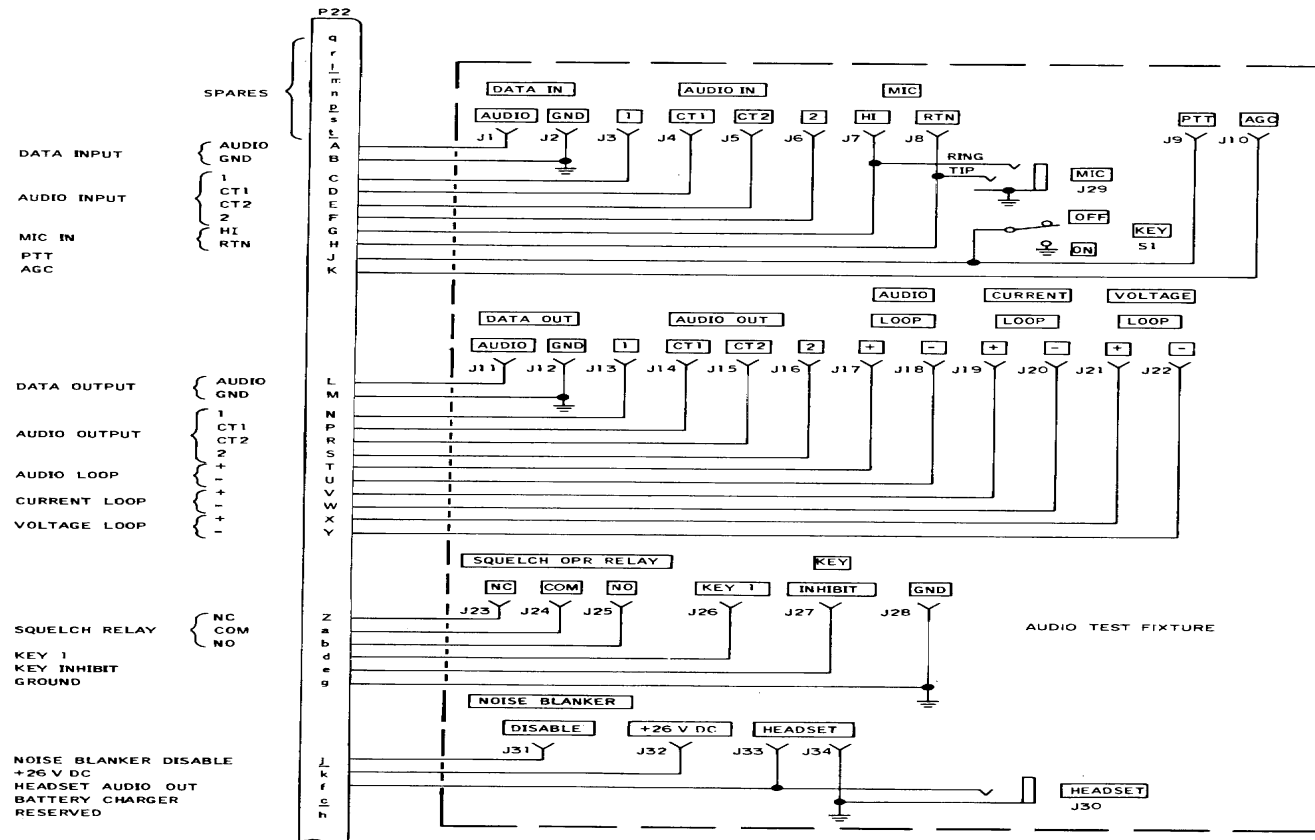 P22
q
r
i
m
n
p
s
t
SPARES
DATA IN
AUDIO IN
MIC
AUDIO GND 1 CT1 CT2 2 HI RTN PTT AGC
J1 J2 J3 J4 J5 J6 J7 J8 J9 J10
DATA INPUT
AUDIO A
GND B
AUDIO INPUT
1 C
CT1 D
CT2 E
2 F
MIC IN
HI G
RTN H
PTT J
AGC K
RING
TIP
MIC
J29
OFF
KEY
S1
ON
AUDIO CURRENT VOLTAGE
DATA OUT AUDIO OUT LOOP LOOP LOOP
AUDIO GND 1 CT1 CT2 2 + - + - + -
J11 J12 J13 J14 J15 J16 J17 J18 J19 J20 J21 J22
DATA OUTPUT
AUDIO L
GND M
AUDIO OUTPUT
1 N
CT1 P
CT2 R
2 S
AUDIO LOOP
+ T
- U
CURRENT LOOP
+ V
- W
VOLTAGE LOOP
+ X
- Y
SQUELCH OPR RELAY KEY
NC COM NO KEY 1 INHIBIT GND
J23 J24 J25 J26 J27 J28
SQUELCH RELAY
NC Z
COM a
NO b
KEY 1 d
KEY INHIBIT e
GROUND g
AUDIO TEST FIXTURE
NOISE BLANKER
DISABLE +26 V DC HEADSET
J31 J32 J33 J34
NOISE BLANKER DISABLE j
+26 V DC k
HEADSET AUDIO OUT f
BATTERY CHARGER c
RESERVED h
HEADSET
J30